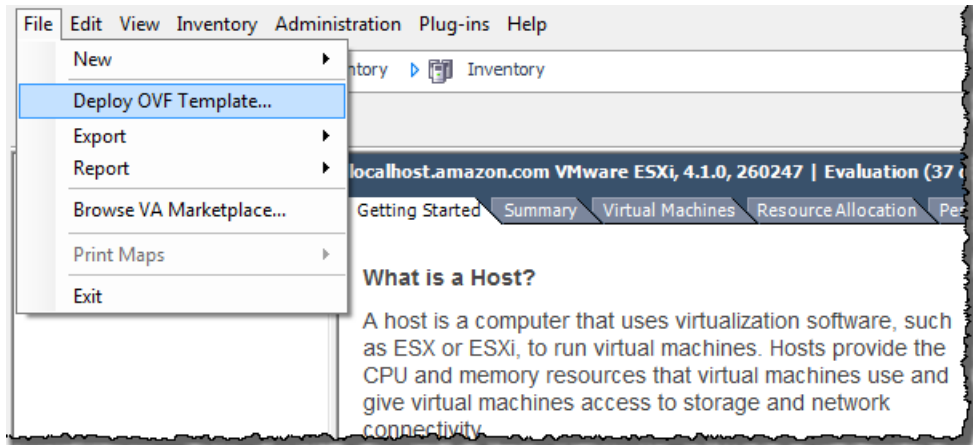 File Edit View Inventory Administration Plug-ins Help
New
ntory Inventory
Deploy OVF Template...
Export
Report
localhost.amazon.com VMware ESXi, 4.1.0, 260247 | Evaluation (37
Browse VA Marketplace...
Getting Started Summary Virtual Machines Resource Allocation Pe
Print Maps
Exit
What is a Host?
A host is a computer that uses virtualization software, such
as ESX or ESXi, to run virtual machines. Hosts provide the
CPU and memory resources that virtual machines use and
give virtual machines access to storage and network
connectivity